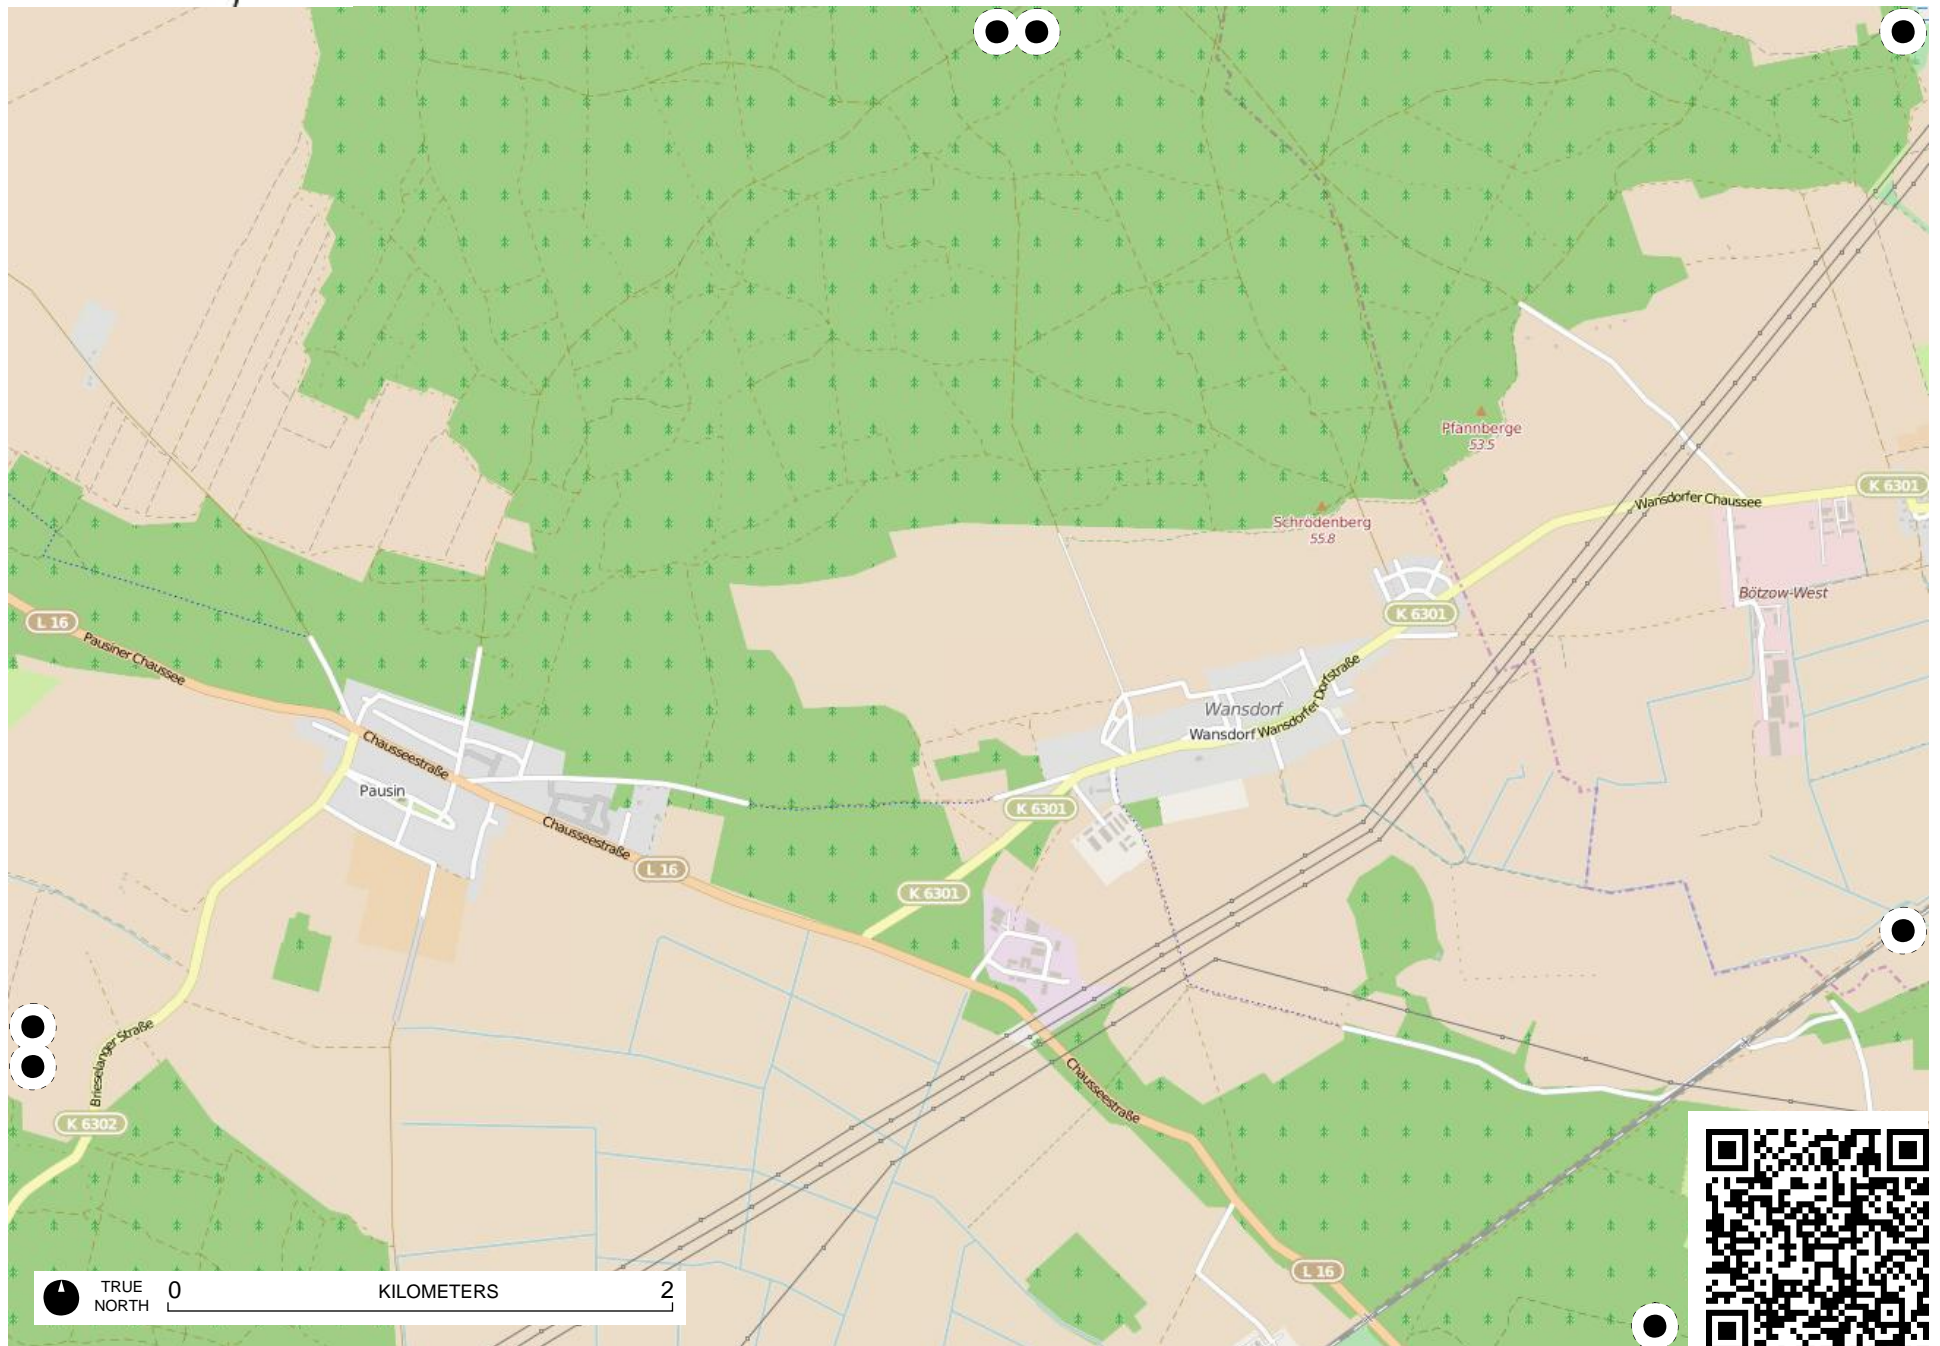 Pfannberge
53.5
K 6301
Wansdorfer Chaussee
Schrödenberg
55.8
Bötzow-West
K 6301
L 16
Pausiner Chaussee
Wansdorfer Dorfstraße
Wansdorf
Wansdorf
Chausseestraße
Pausin
K 6301
Chausseestraße
L 16
K 6301
Brieselanger Straße
Chausseestraße
K 6302
L 16
TRUE
NORTH
0 KILOMETERS 2